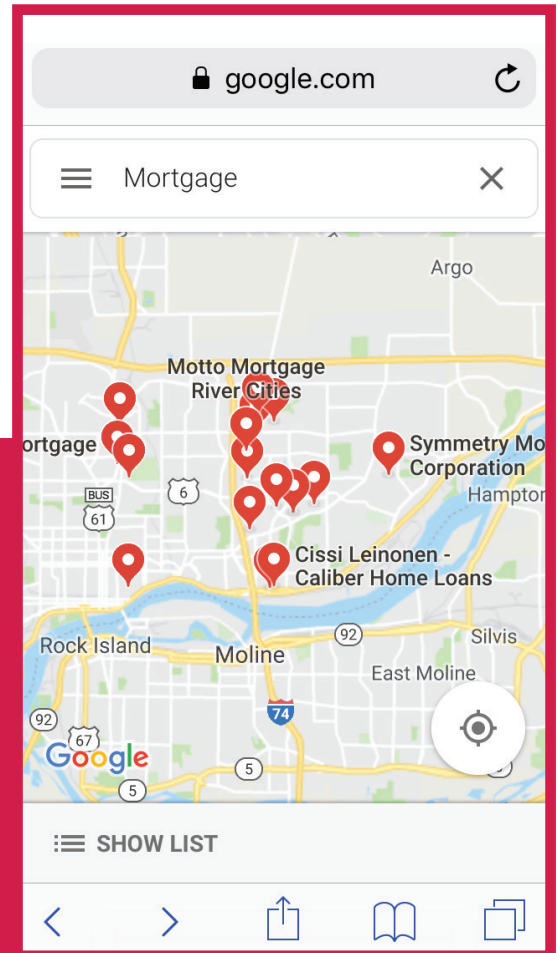 google.com
Mortgage
Argo
Motto Mortgage
River Cities
ortgage
Symmetry Mo
Corporation
BUS
61
6
Hampton
Cissi Leinonen -
Caliber Home Loans
92
Rock Island
Moline
Silvis
East Moline
74
92
67
Google
5
5
SHOW LIST